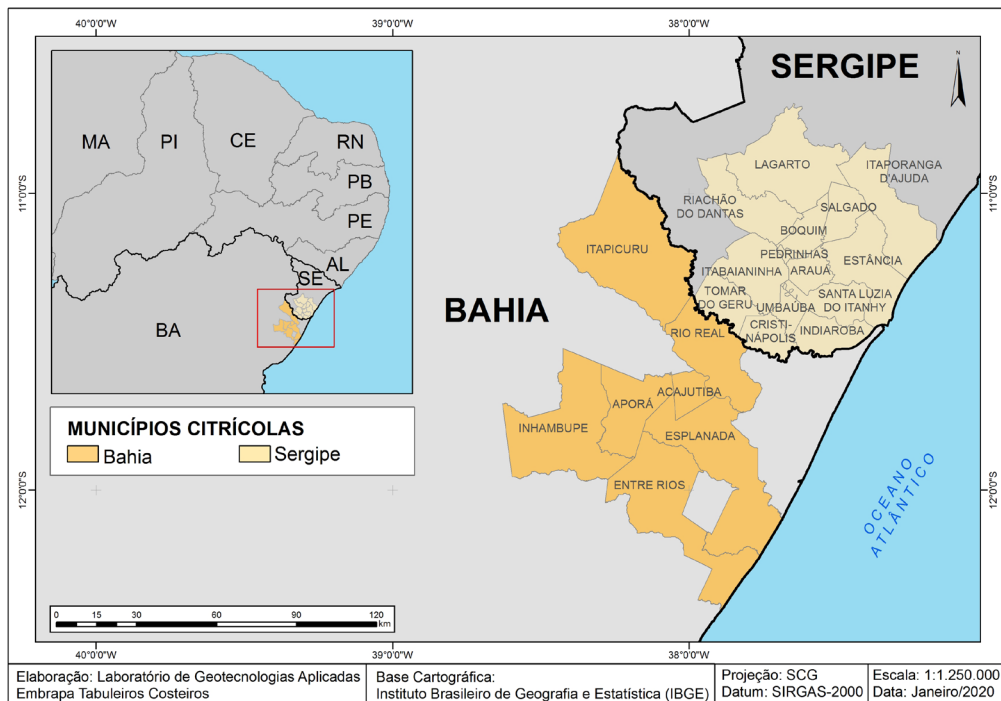 40°0'0"W
39°0'0"W
38°0'0"W
SERGIPE
N
MA
PI
CE
RN
PB
PE
AL
SE
BA
11°0'0"S
11°0'0"S
LAGARTO
ITAPORANGA
D'AJUDA
RIACHÃO
DO DANTAS
SALGADO
BOQUIM
ITAPICURU
PEDRINHAS
ESTÂNCIA
ITABAIANINHA
ARAUÁ
TOMAR
DO GERU
UMBAÚBA
SANTA LUZIA
DO ITANHY
CRISTI-
NÁPOLIS
INDIAROBA
BAHIA
RIO REAL
ACAJUTIBA
APORÁ
INHAMBUPE
ESPLANADA
ENTRE RIOS
OCEANO
ATLÂNTICO
MUNICÍPIOS CITRÍCOLAS
Bahia
Sergipe
12°0'0"S
12°0'0"S
0 15 30 60 90 120
km
40°0'0"W
39°0'0"W
38°0'0"W
Elaboração: Laboratório de Geotecnologias Aplicadas
Embrapa Tabuleiros Costeiros
Base Cartográfica:
Instituto Brasileiro de Geografia e Estatística (IBGE)
Projeção: SCG
Datum: SIRGAS-2000
Escala: 1:1.250.000
Data: Janeiro/2020